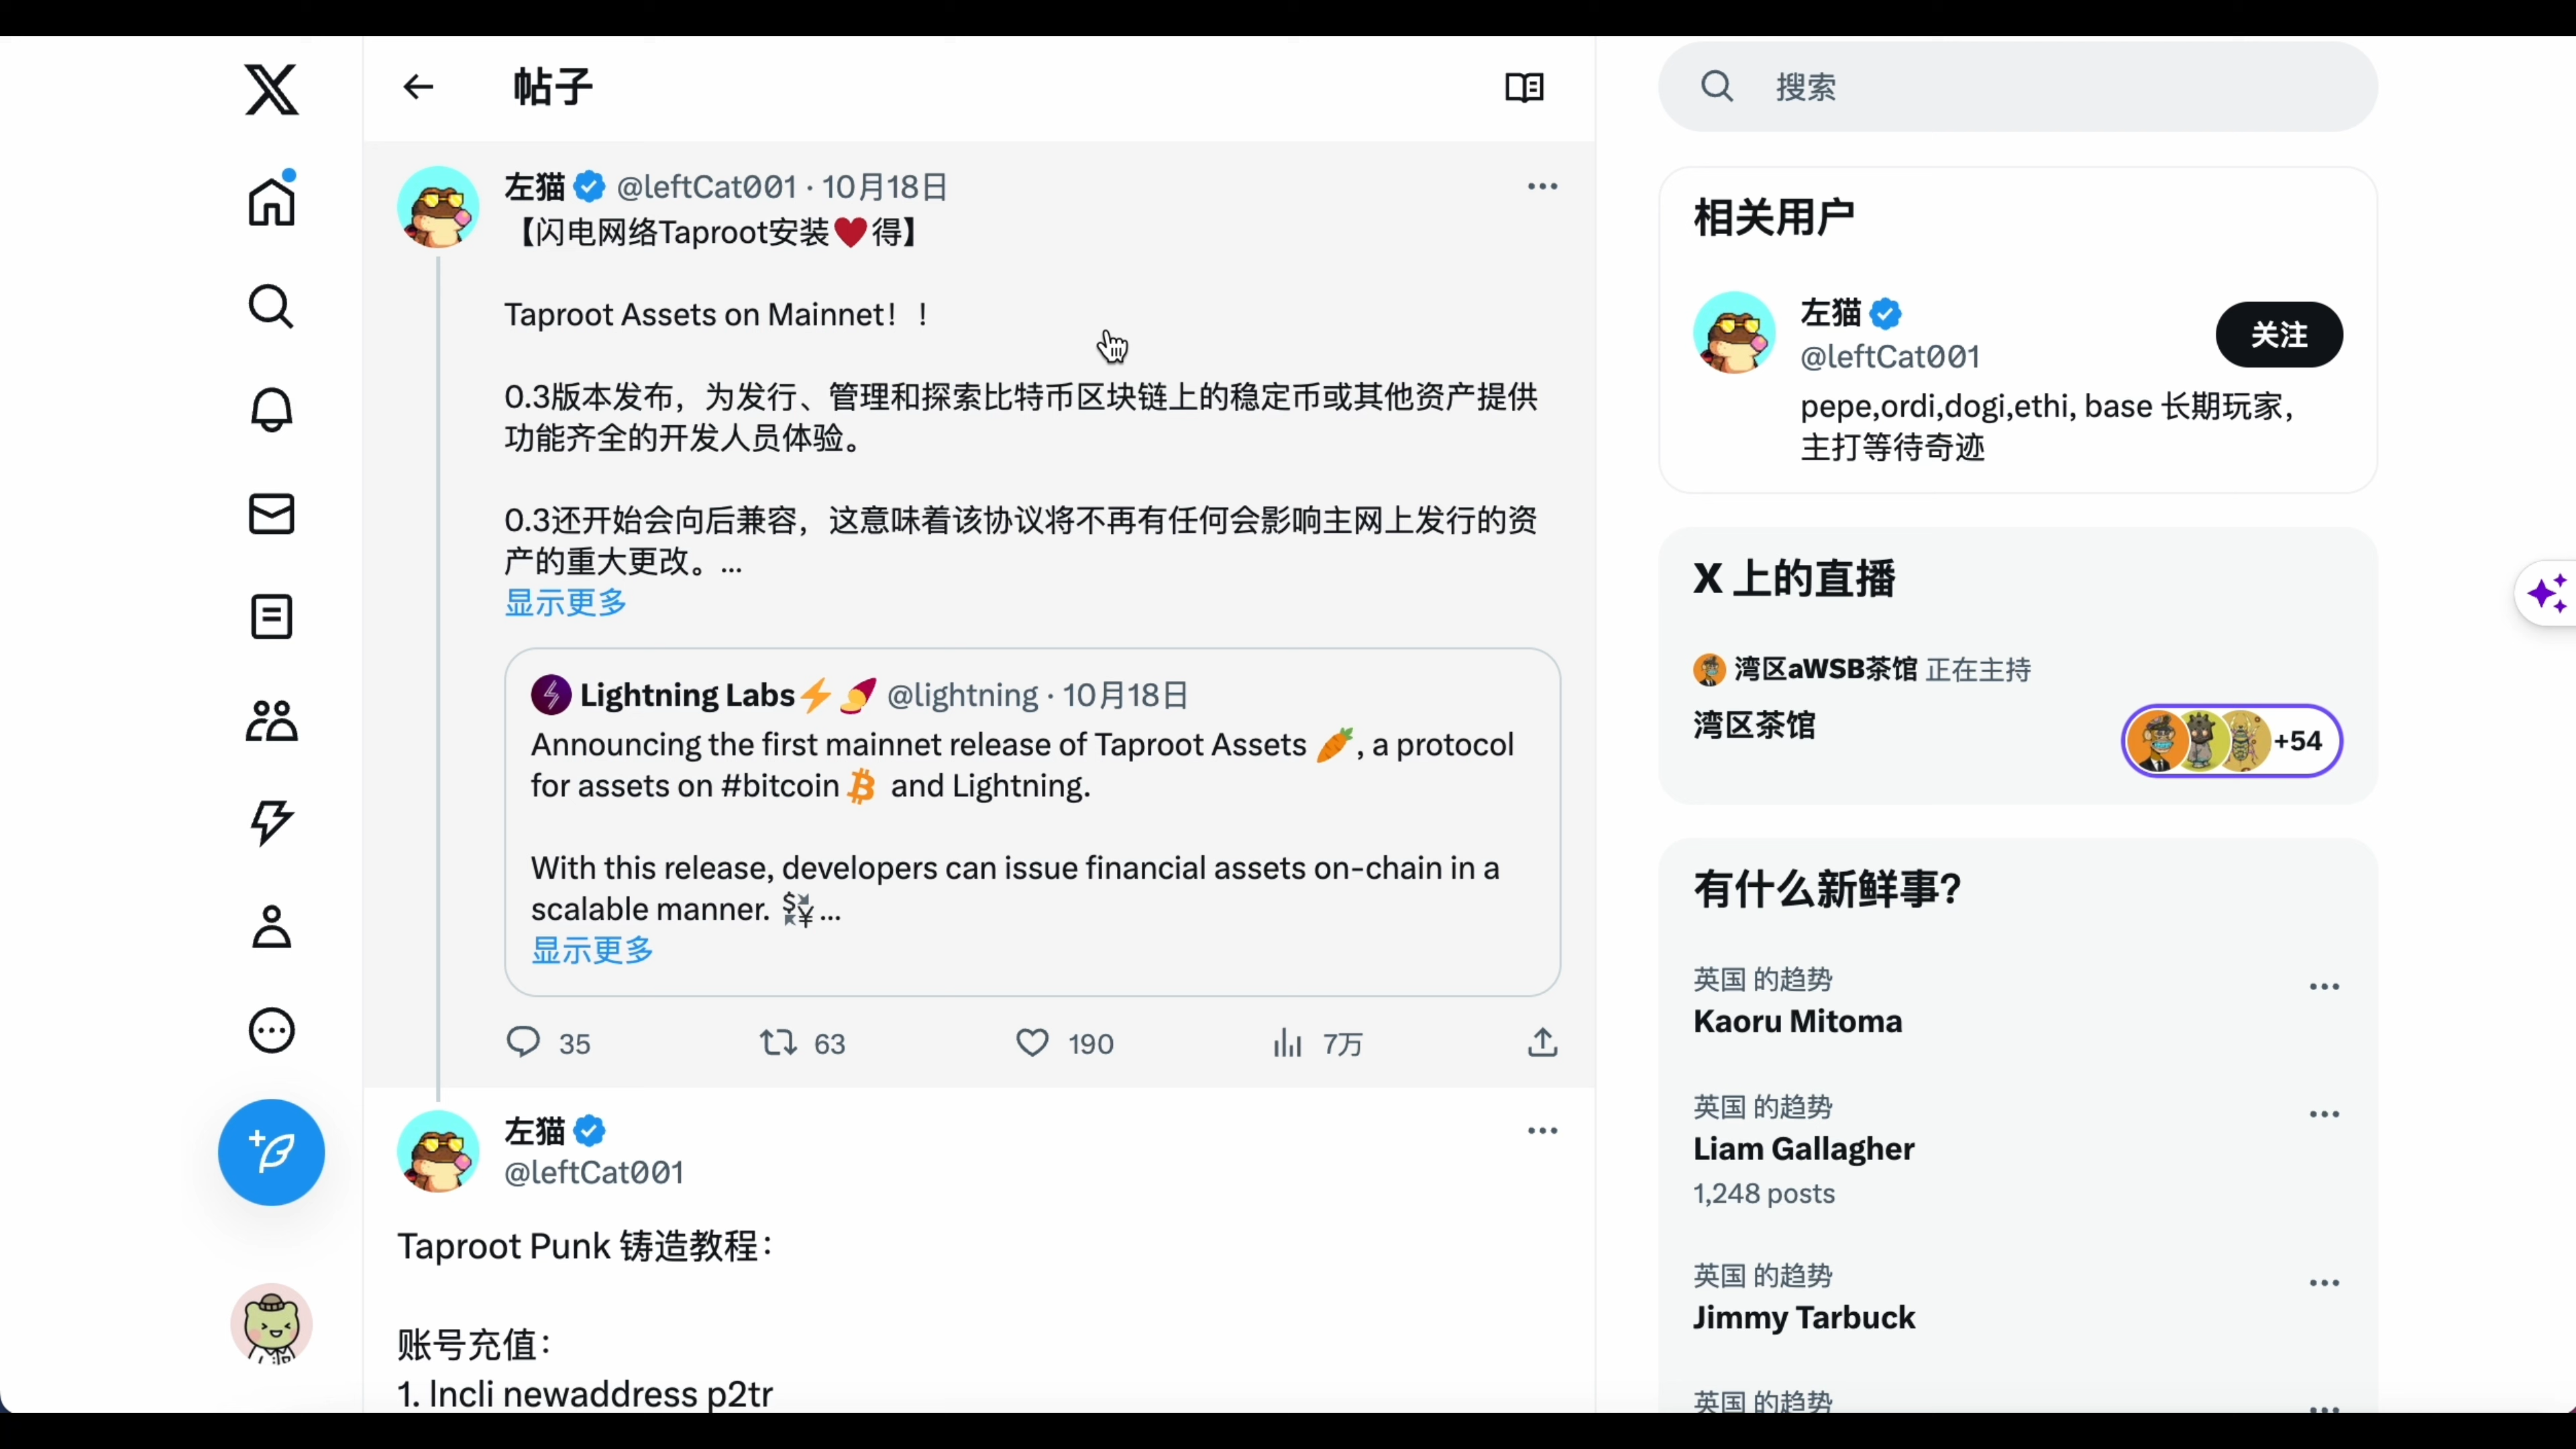 帖子
左猫 @leftCat001 · 10月18日
【闪电网络Taproot安装❤️得】
Taproot Assets on Mainnet！！
0.3版本发布，为发行、管理和探索比特币区块链上的稳定币或其他资产提供
功能齐全的开发人员体验。
0.3还开始会向后兼容，这意味着该协议将不再有任何会影响主网上发行的资
产的重大更改。...
显示更多
Lightning Labs⚡🍠 @lightning · 10月18日
Announcing the first mainnet release of Taproot Assets 🥕, a protocol
for assets on #bitcoin and Lightning.
With this release, developers can issue financial assets on-chain in a
scalable manner. 💱...
显示更多
35 63 190 7万
左猫
@leftCat001
Taproot Punk 铸造教程：
账号充值：
1. lncli newaddress p2tr
搜索
相关用户
左猫
@leftCat001
关注
pepe,ordi,dogi,ethi, base 长期玩家，
主打等待奇迹
X 上的直播
湾区aWSB茶馆 正在主持
湾区茶馆
+54
有什么新鲜事?
英国 的趋势
Kaoru Mitoma
英国 的趋势
Liam Gallagher
1,248 posts
英国 的趋势
Jimmy Tarbuck
英国 的趋势